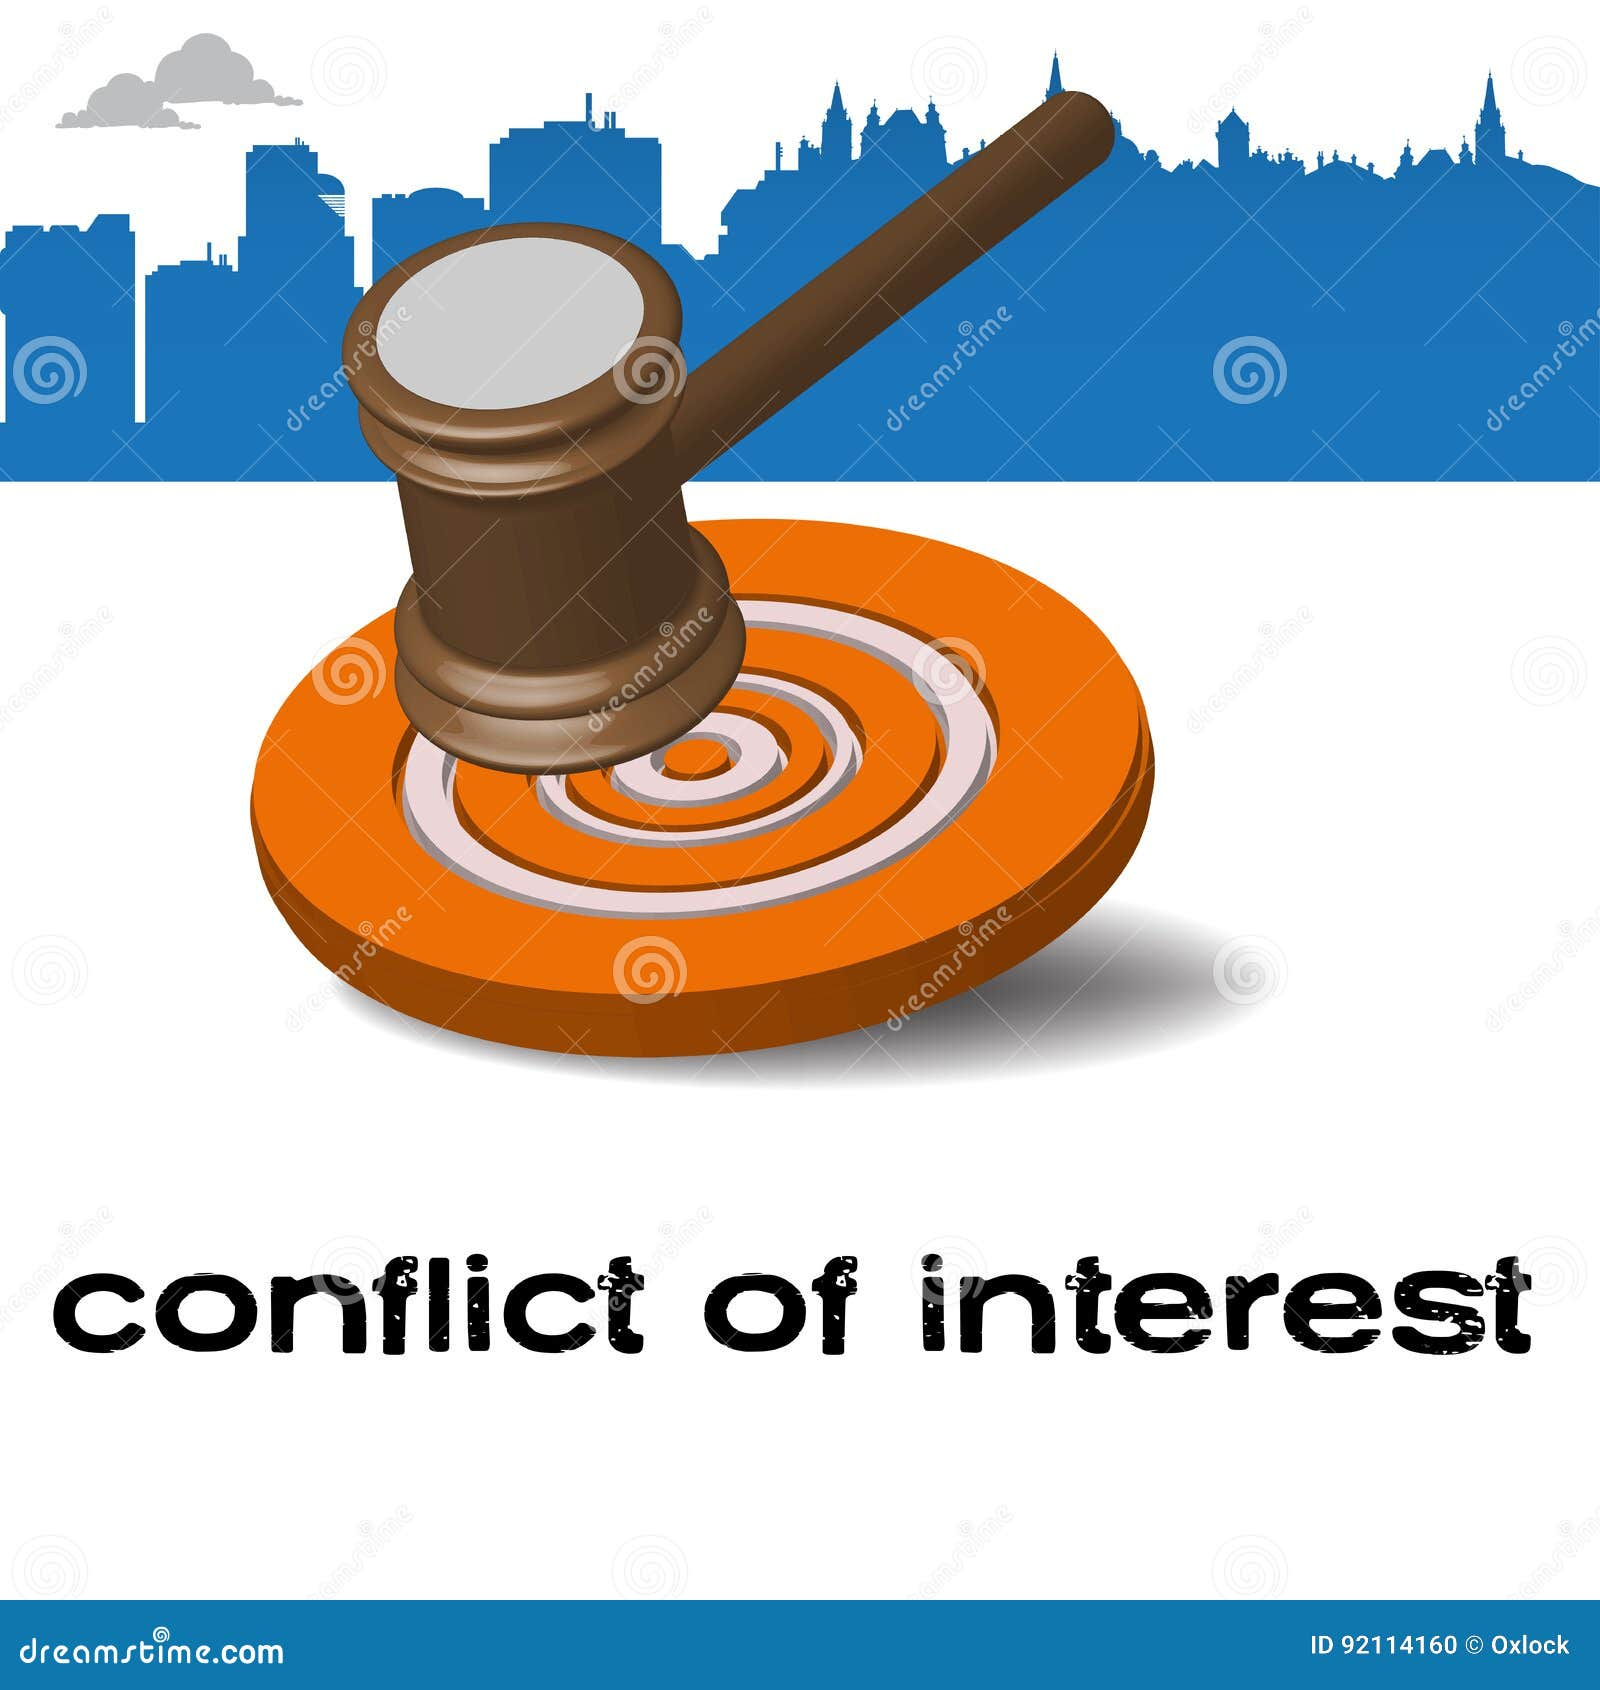 conflict of interest
dreamstime.com
ID 92114160 © Oxlock